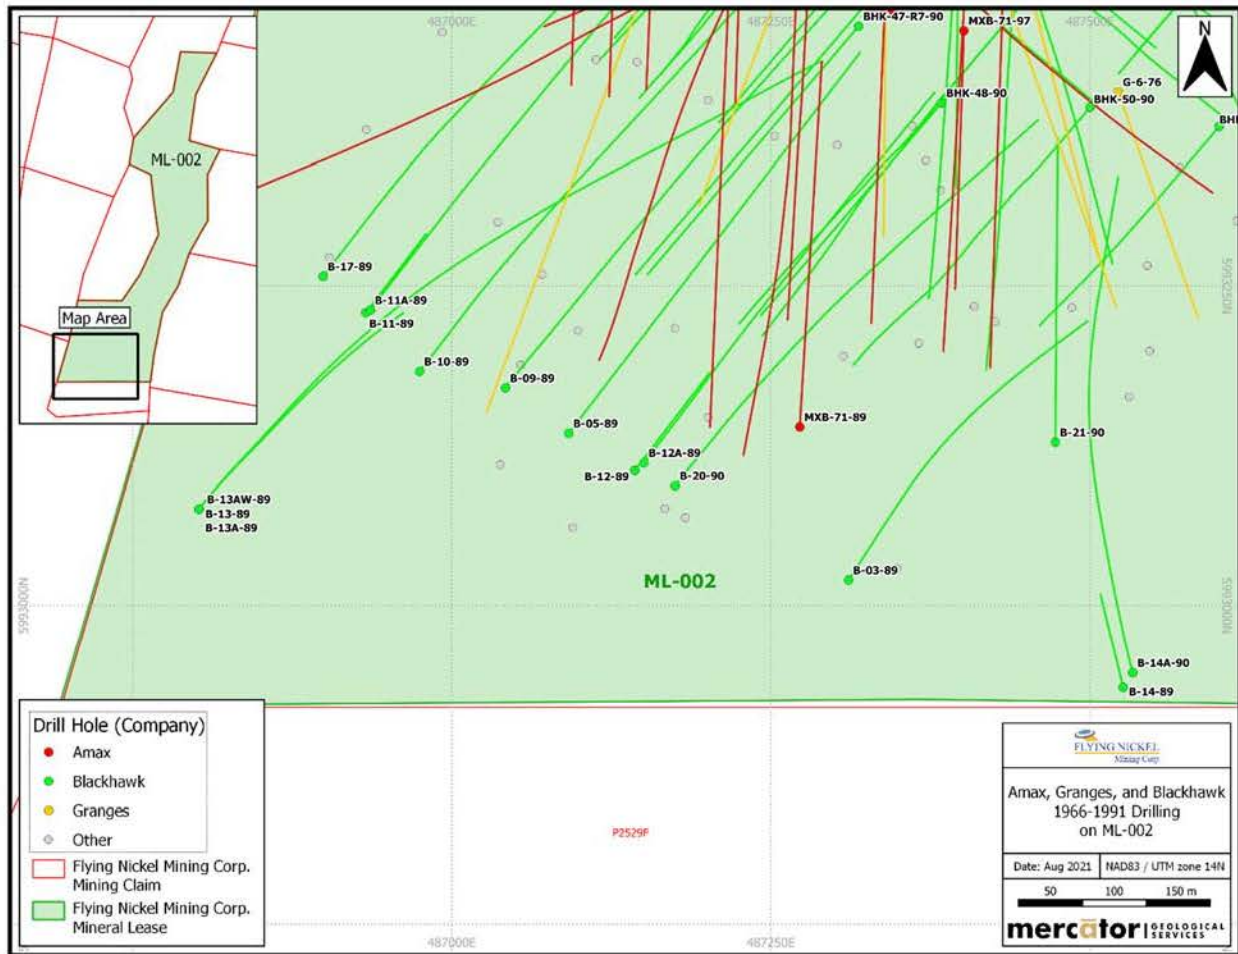 487000E
487250E
487500E
BHK-47-R7-90
MXB-71-97
N
G-6-76
BHK-48-90
BHK-50-90
ML-002
B-17-89
5993250N
B-11A-89
B-11-89
Map Area
B-10-89
B-09-89
MXB-71-89
B-05-89
B-21-90
B-12A-89
B-12-89
B-20-90
B-13AW-89
B-13-89
B-13A-89
B-03-89
ML-002
5993000N
5993000N
B-14A-90
B-14-89
Drill Hole (Company)
Amax
Blackhawk
Granges
Other
Flying Nickel Mining Corp.
Mining Claim
Flying Nickel Mining Corp.
Mineral Lease
P2529F
FLYING NICKEL
Mining Corp
Amax, Granges, and Blackhawk
1966-1991 Drilling
on ML-002
Date: Aug 2021
NAD83 / UTM zone 14N
50 100 150 m
mercator GEOLOGICAL
SERVICES
487000E
487250E